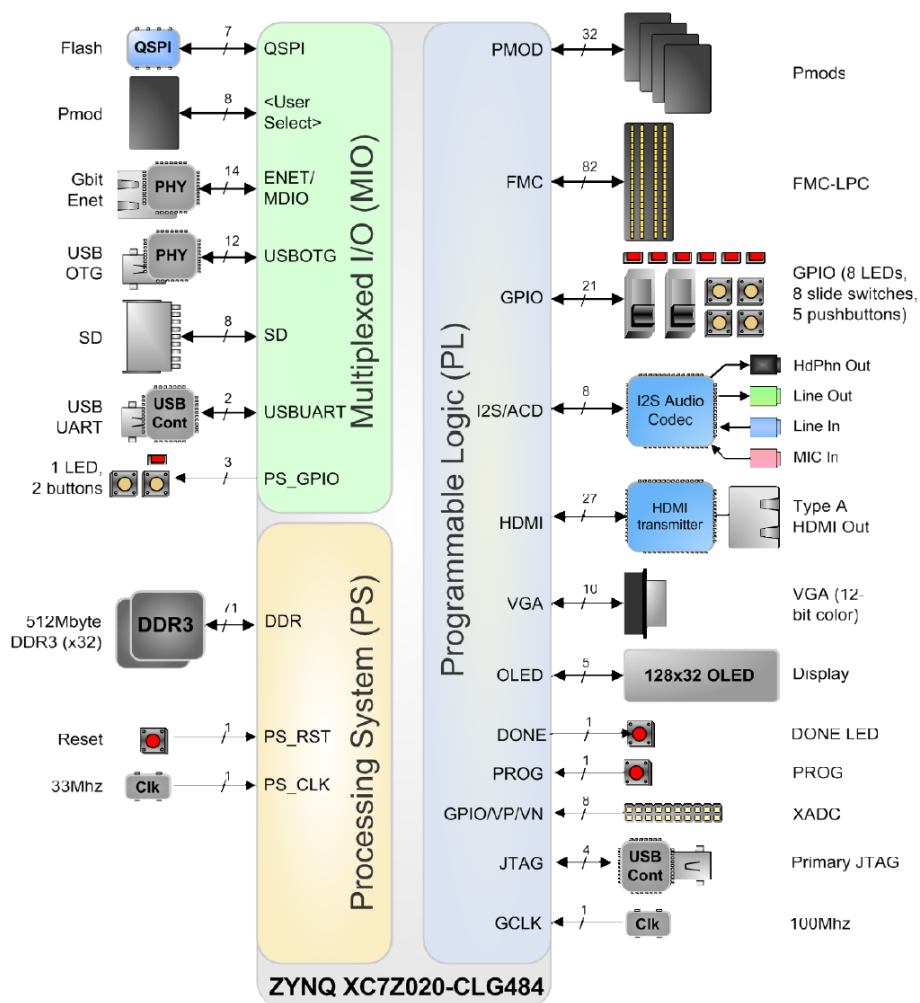 Flash
QSPI
7
QSPI
Pmod
8
<User
Select>
Gbit
Enet
PHY
14
ENET/
MDIO
USB
OTG
PHY
12
USBOTG
SD
8
SD
USB
UART
USB
Cont
2
USBUART
1 LED,
2 buttons
3
PS_GPIO
Multiplexed I/O (MIO)
512Mbyte
DDR3 (x32)
DDR3
71
DDR
Reset
1
PS_RST
33Mhz
Clk
1
PS_CLK
Processing System (PS)
Programmable Logic (PL)
PMOD
32
Pmods
FMC
82
FMC-LPC
GPIO
21
GPIO (8 LEDs,
8 slide switches,
5 pushbuttons)
I2S/ACD
8
I2S Audio
Codec
HdPhn Out
Line Out
Line In
MIC In
HDMI
27
HDMI
transmitter
Type A
HDMI Out
VGA
10
VGA (12-
bit color)
OLED
5
128x32 OLED
Display
DONE
1
DONE LED
PROG
1
PROG
GPIO/VP/VN
8
XADC
JTAG
4
USB
Cont
Primary JTAG
GCLK
1
Clk
100Mhz
ZYNQ XC7Z020-CLG484